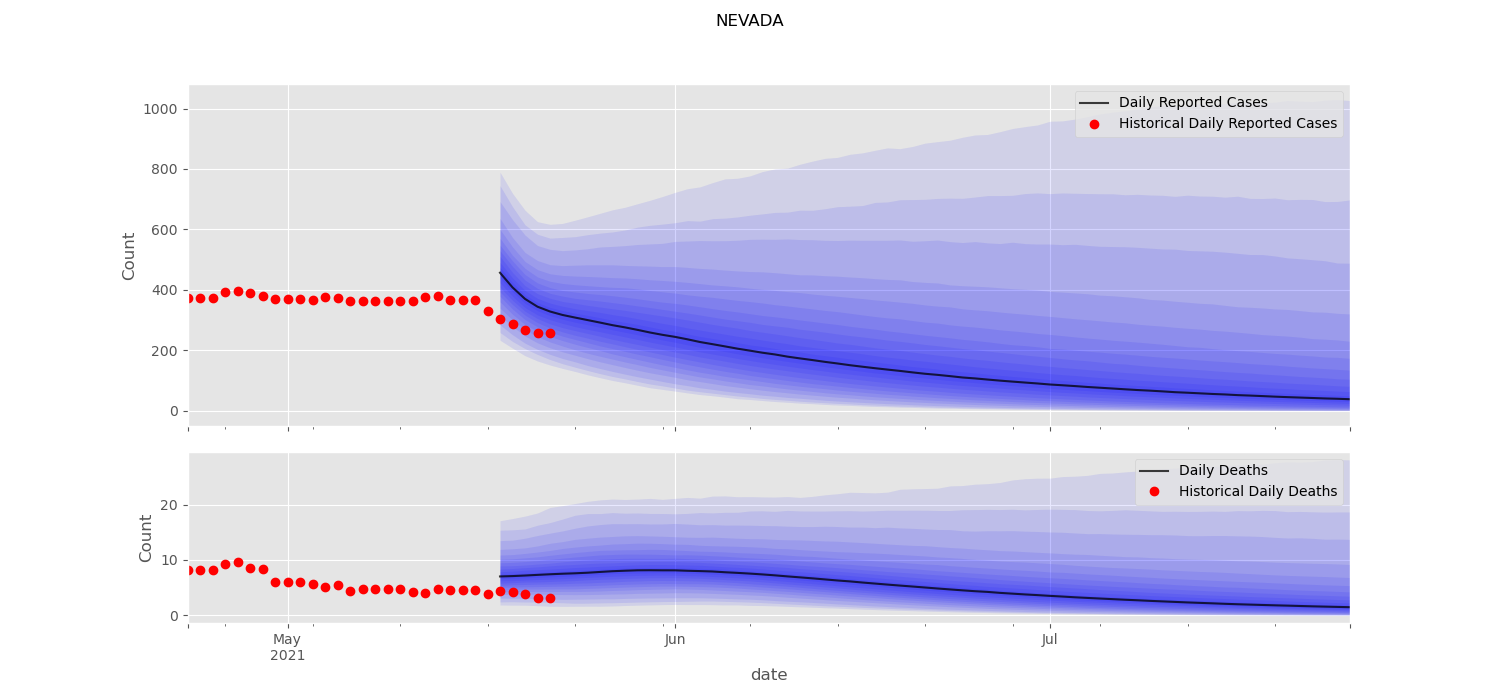 NEVADA
Daily Reported Cases
Historical Daily Reported Cases
1000
800
600
400
200
0
Count
Daily Deaths
Historical Daily Deaths
20
10
0
Count
May
2021
Jun
Jul
date